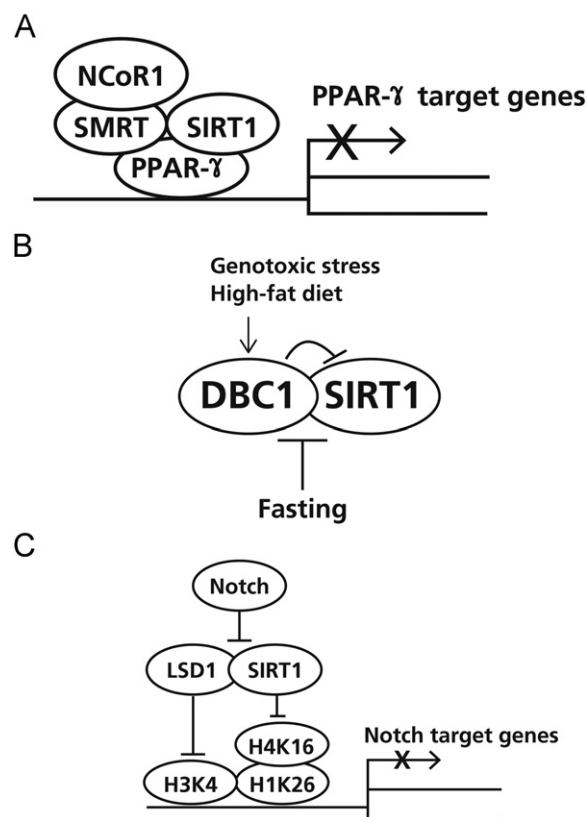 A
NCoR1
SMRT
SIRT1
PPAR-ɣ
PPAR-ɣ target genes
X
B
Genotoxic stress
High-fat diet
DBC1
SIRT1
Fasting
C
Notch
LSD1
SIRT1
H4K16
H3K4
H1K26
Notch target genes
x